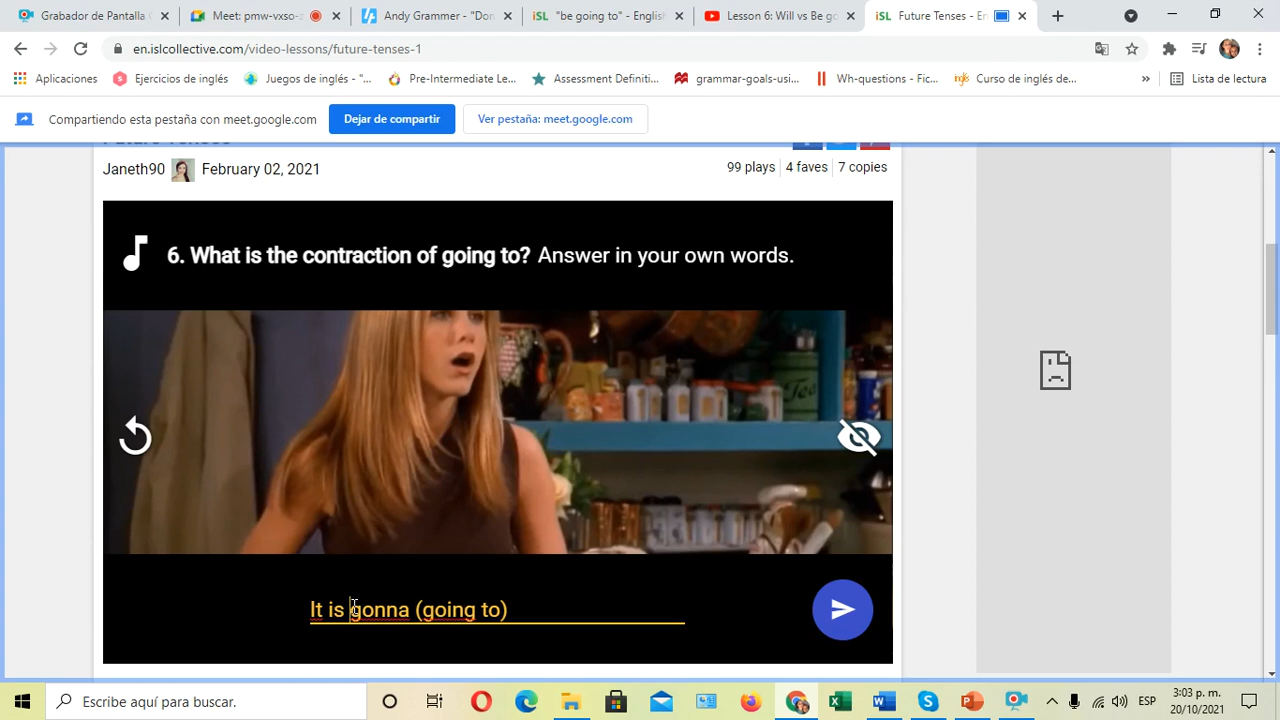 Grabador de Pantalla G
Meet: pmw-vxso-z
Andy Grammer - "Don
"be going to" - English
Lesson 6: Will vs Be go
Future Tenses - En
en.islcollective.com/video-lessons/future-tenses-1
Aplicaciones
Ejercicios de inglés
Juegos de inglés - "...
Pre-Intermediate Le...
Assessment Definiti...
grammar-goals-usi...
Wh-questions - Fic...
Curso de inglés de...
»
Lista de lectura
Compartiendo esta pestaña con meet.google.com
Dejar de compartir
Ver pestaña: meet.google.com
Future Tenses
Janeth90
February 02, 2021
99 plays
4 faves
7 copies
6. What is the contraction of going to? Answer in your own words.
Tea
It is gonna (going to)
Escribe aquí para buscar.
ESP
3:03 p. m.
20/10/2021